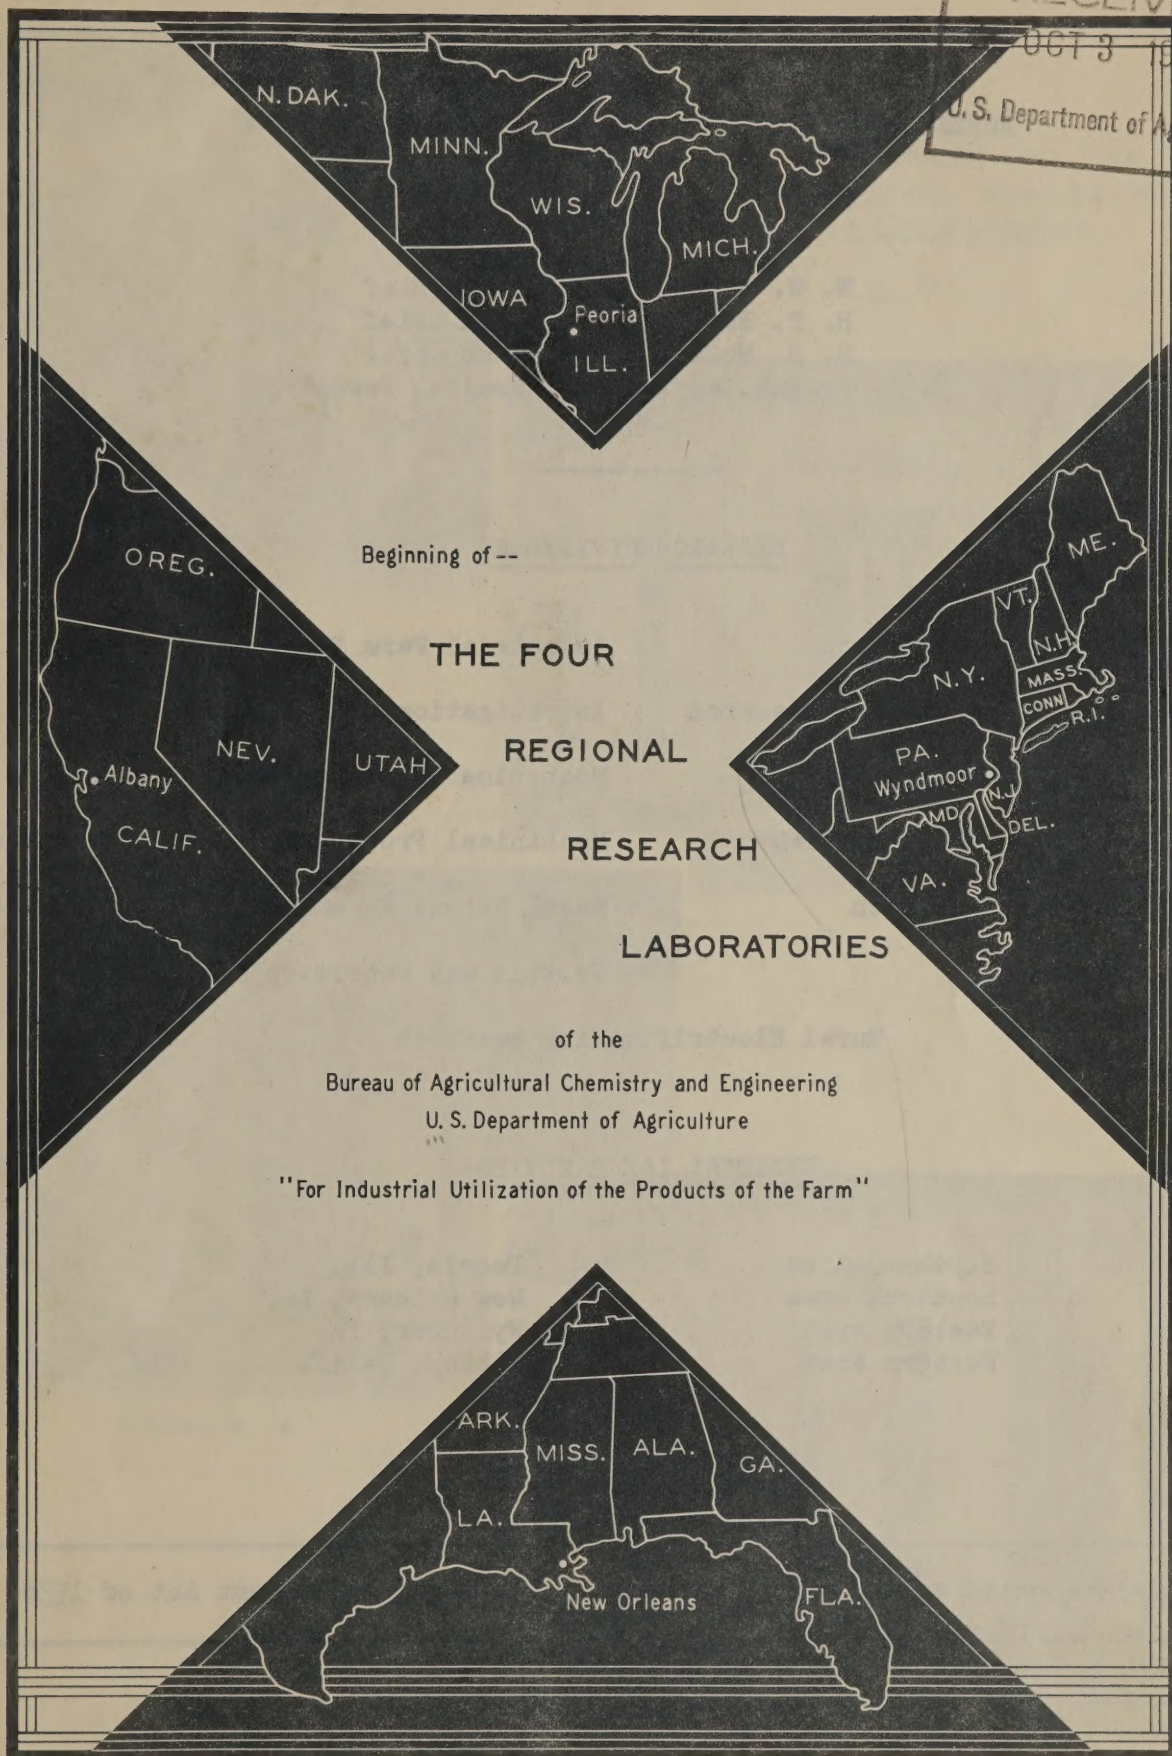 OCT 3
U. S. Department of
N. DAK.
MINN.
WIS.
MICH.
IOWA
Peoria
ILL.
OREG.
NEV.
UTAH
Albany
CALIF.
Beginning of --
THE FOUR
REGIONAL
RESEARCH
LABORATORIES
of the
Bureau of Agricultural Chemistry and Engineering
U. S. Department of Agriculture
"For Industrial Utilization of the Products of the Farm"
ME.
VT.
N.H.
N.Y.
MASS.
CONN
R.I.
PA.
Wyndmoor
N.J.
MD.
DEL.
VA.
ARK.
MISS.
ALA.
GA.
LA.
New Orleans
FLA.